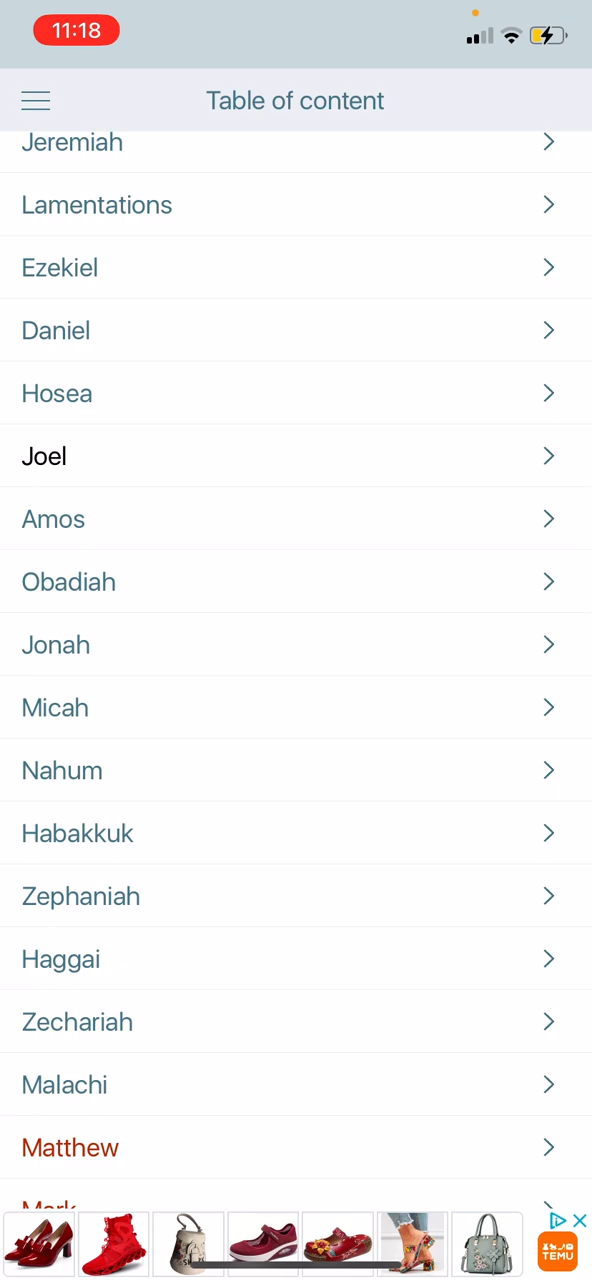 11:18
Table of content
Jeremiah
Lamentations
Ezekiel
Daniel
Hosea
Joel
Amos
Obadiah
Jonah
Micah
Nahum
Habakkuk
Zephaniah
Haggai
Zechariah
Malachi
Matthew
Mark
TEMU